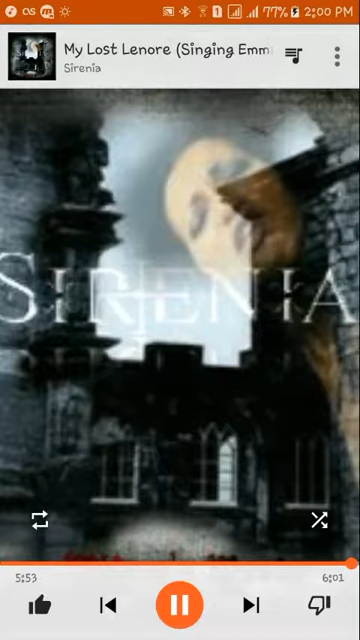 77% 2:00 PM
My Lost Lenore (Singing Emm
Sirenia
SIRENIA
5:53
6:01